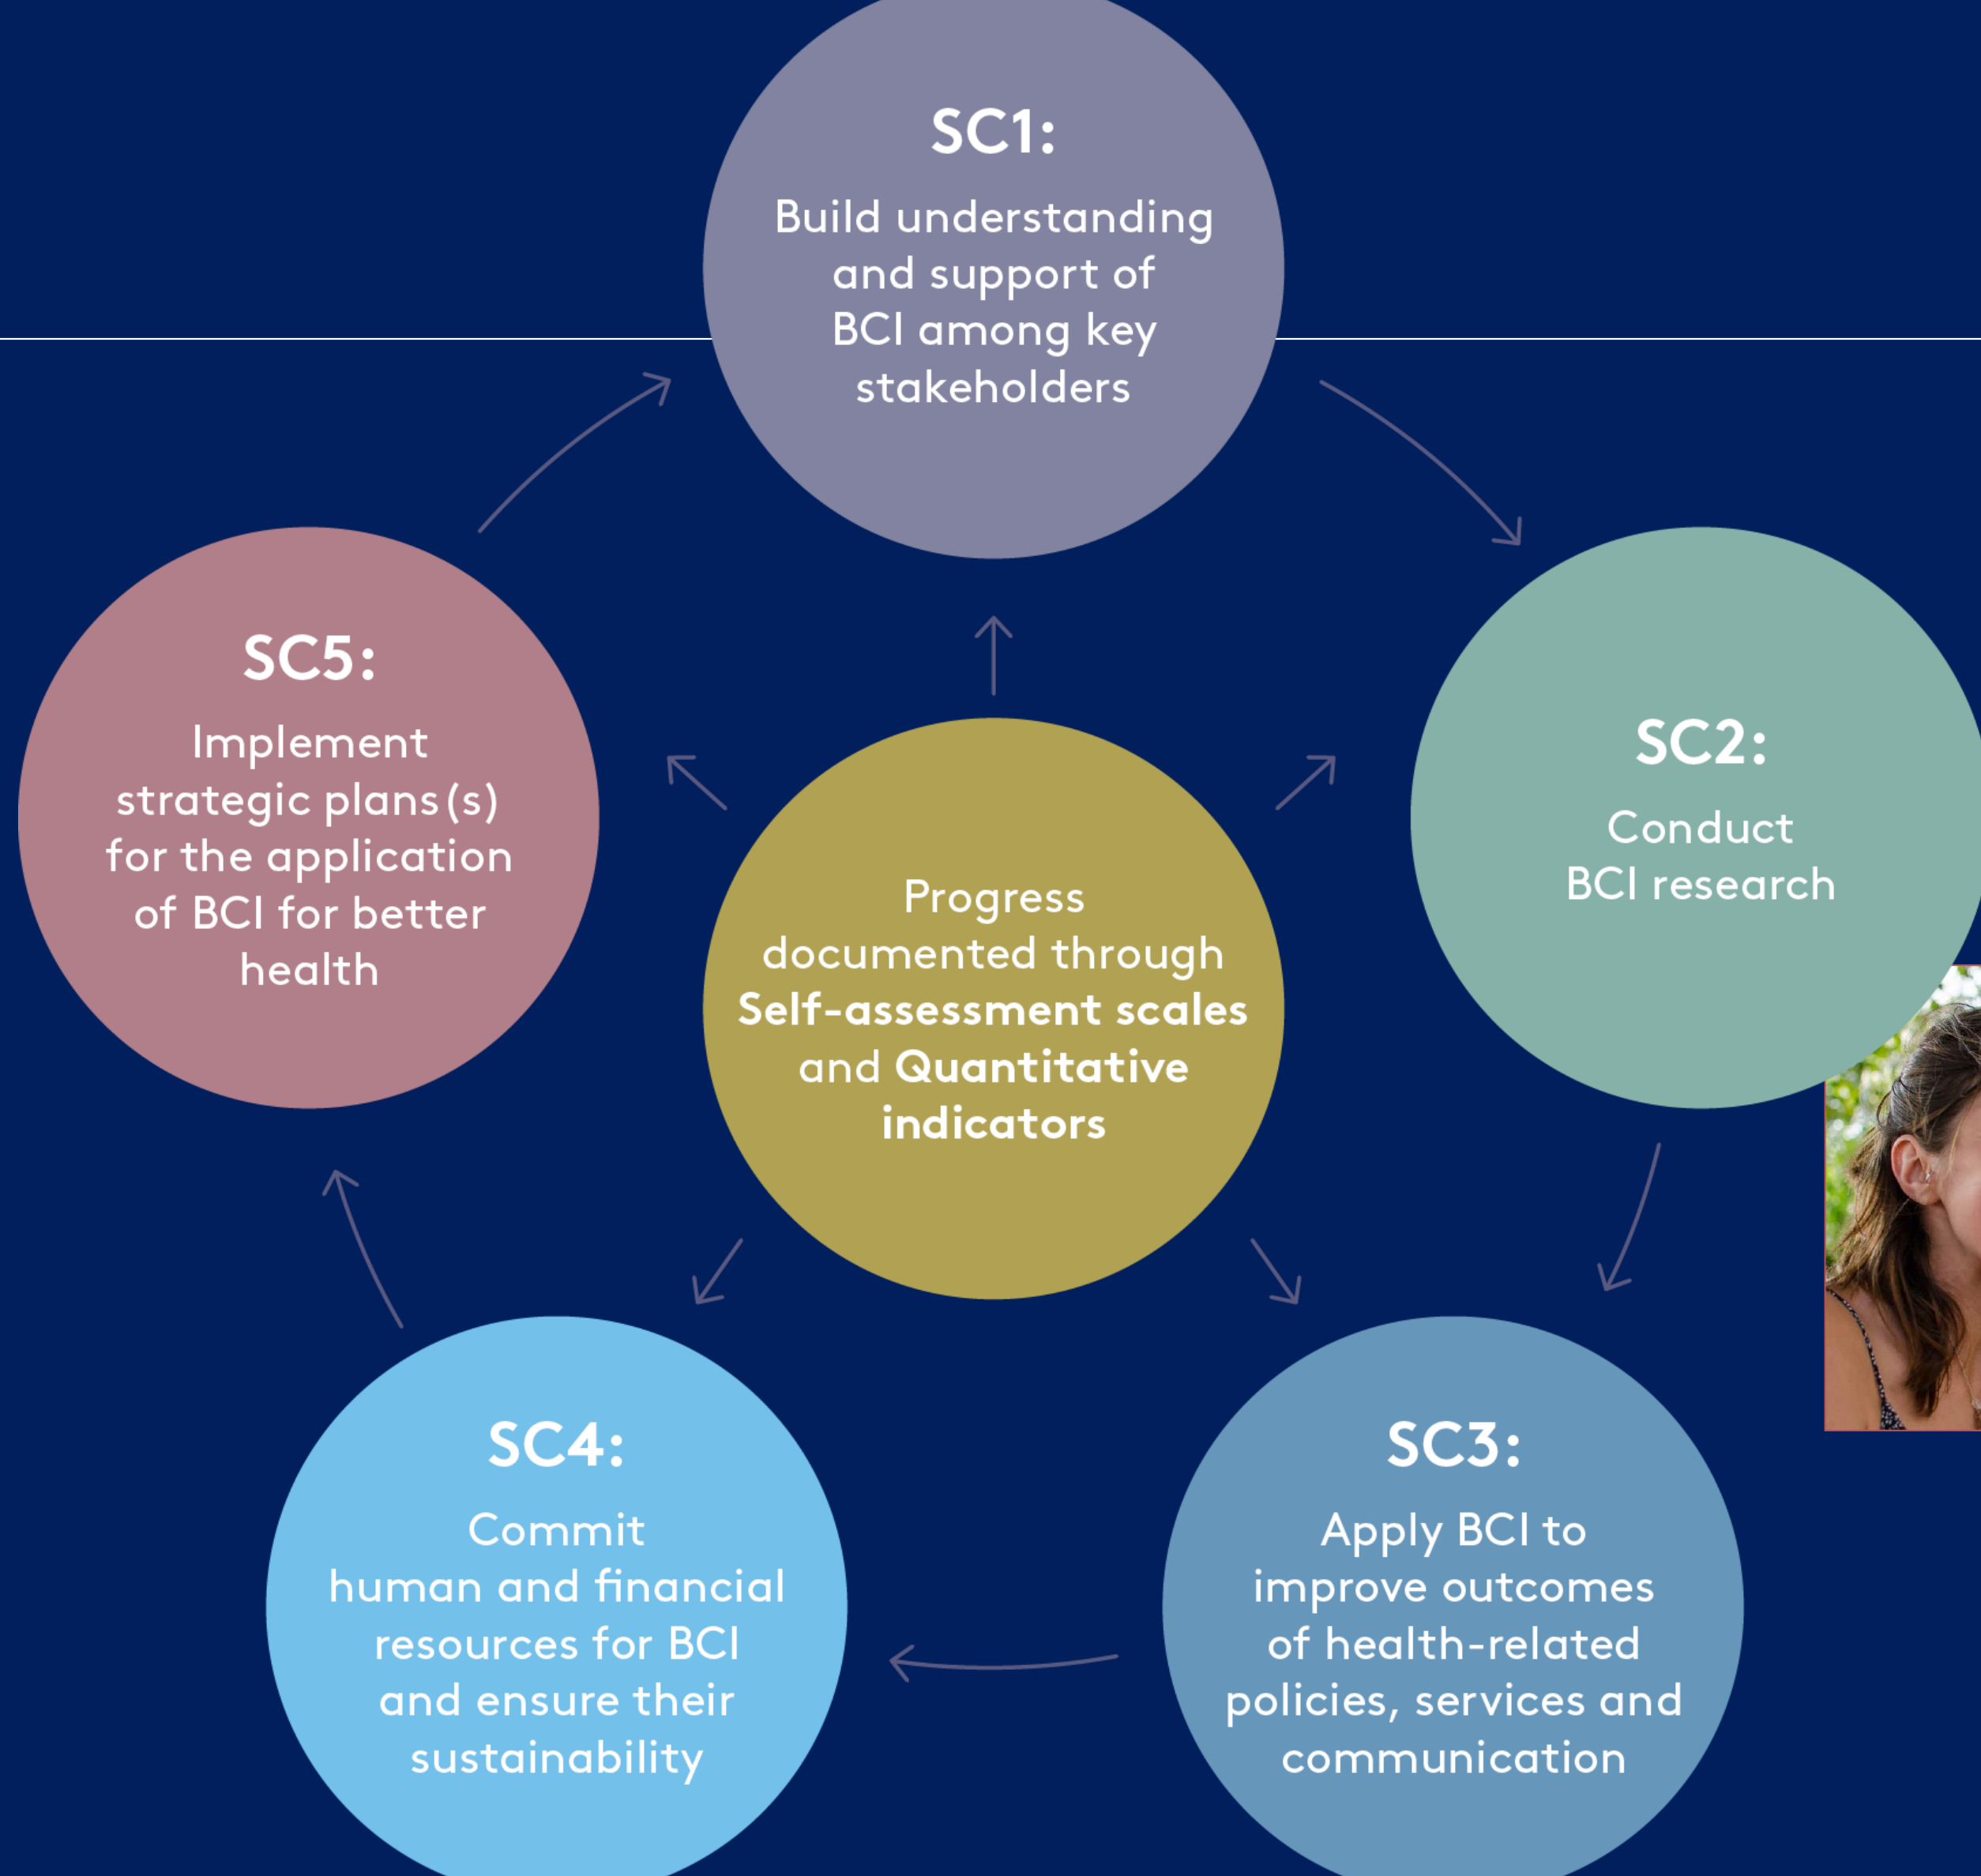 SC1:
Build understanding
and support of
BCI among key
stakeholders
SC2:
Conduct
BCI research
SC3:
Apply BCI to
improve outcomes
of health-related
policies, services and
communication
SC4:
Commit
human and financial
resources for BCI
and ensure their
sustainability
SC5:
Implement
strategic plans(s)
for the application
of BCI for better
health
Progress
documented through
Self-assessment scales
and Quantitative
indicators